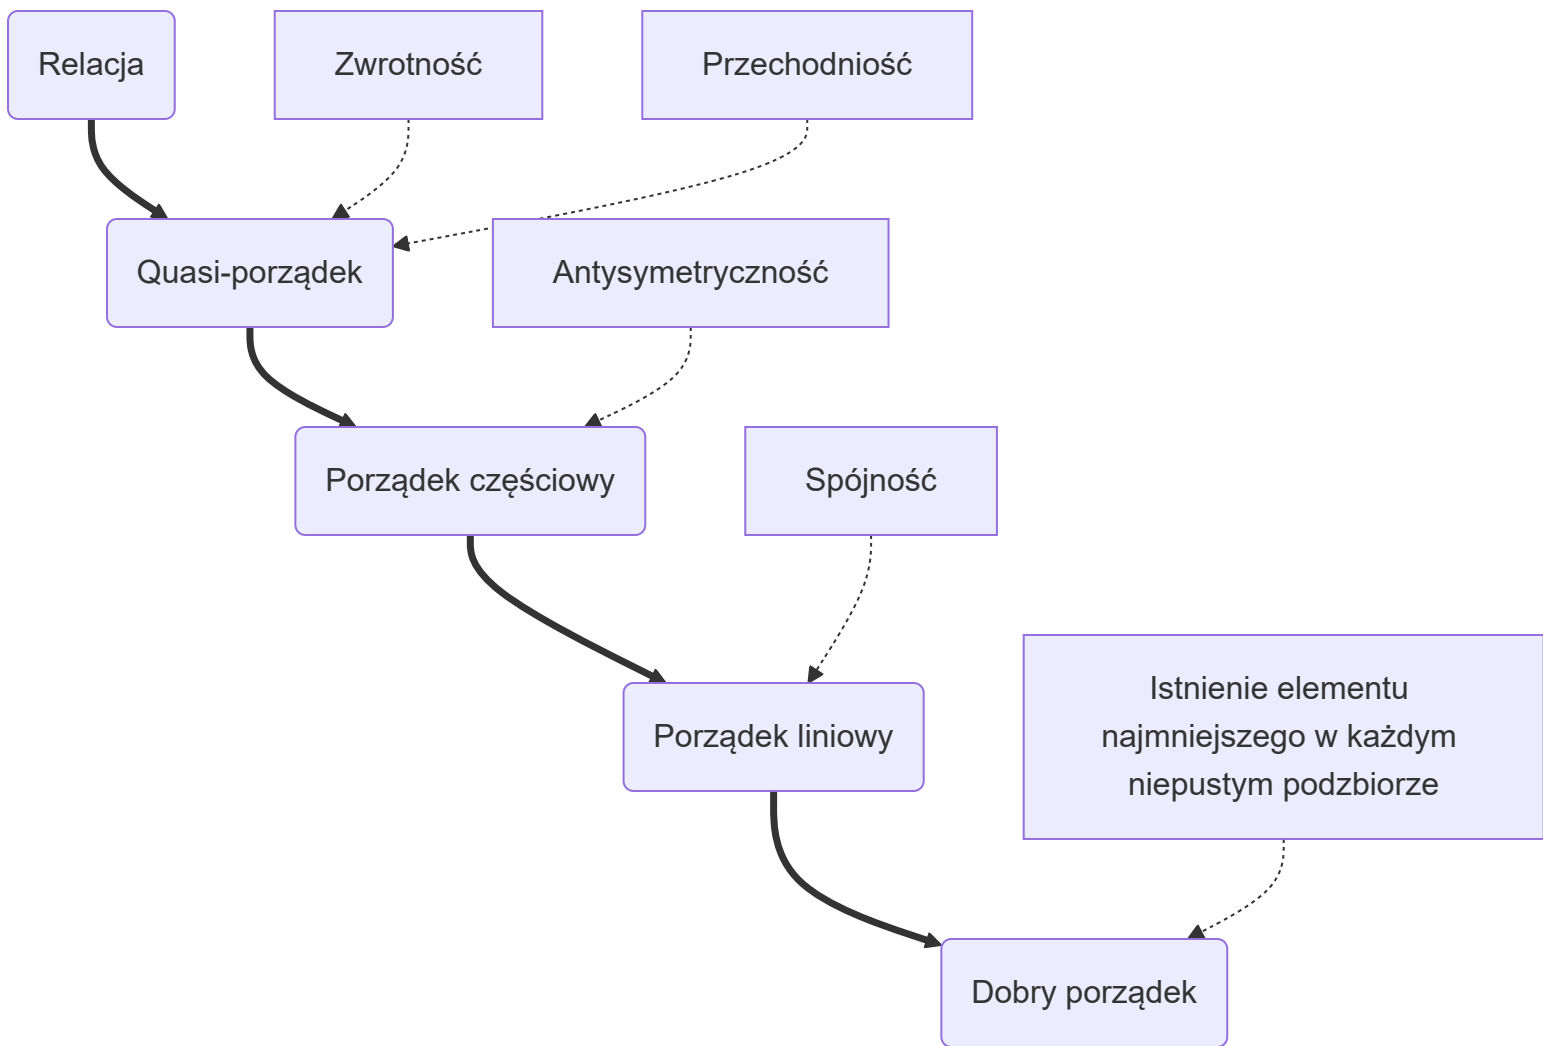 Relacja
Zwrotność
Przechodniość
Quasi-porządek
Antysymetryczność
Porządek częściowy
Spójność
Porządek liniowy
Istnienie elementu
najmniejszego w każdym
niepustym podzbiorze
Dobry porządek